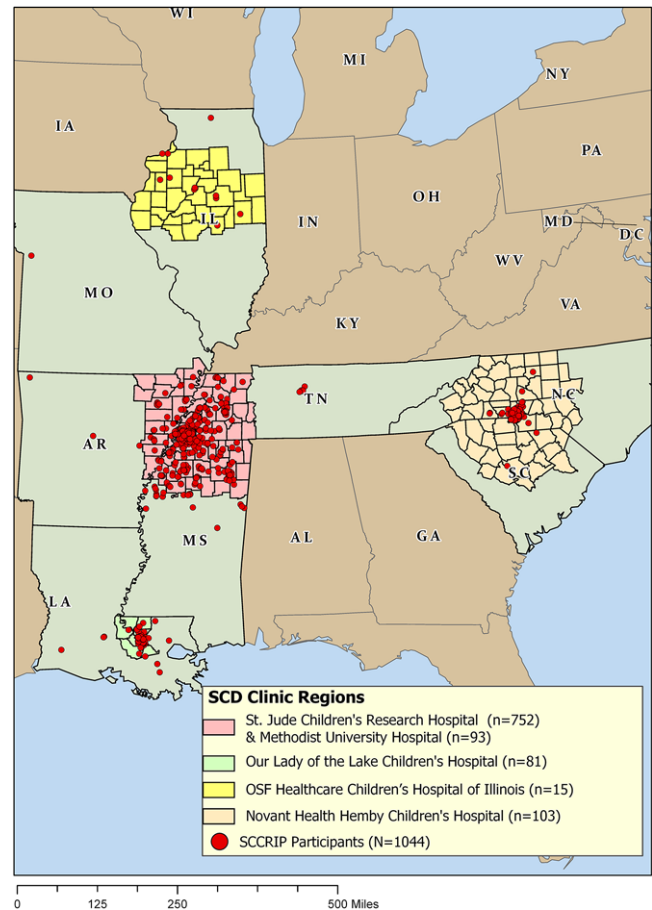 WI
MI
NY
IA
PA
OH
IL
IN
MD
DC
WV
MO
VA
KY
TN
NC
AR
SC
MS
AL
GA
LA
SCD Clinic Regions
St. Jude Children's Research Hospital (n=752)
& Methodist University Hospital (n=93)
Our Lady of the Lake Children's Hospital (n=81)
OSF Healthcare Children's Hospital of Illinois (n=15)
Novant Health Hemby Children's Hospital (n=103)
SCCRIP Participants (N=1044)
0 125 250 500 Miles